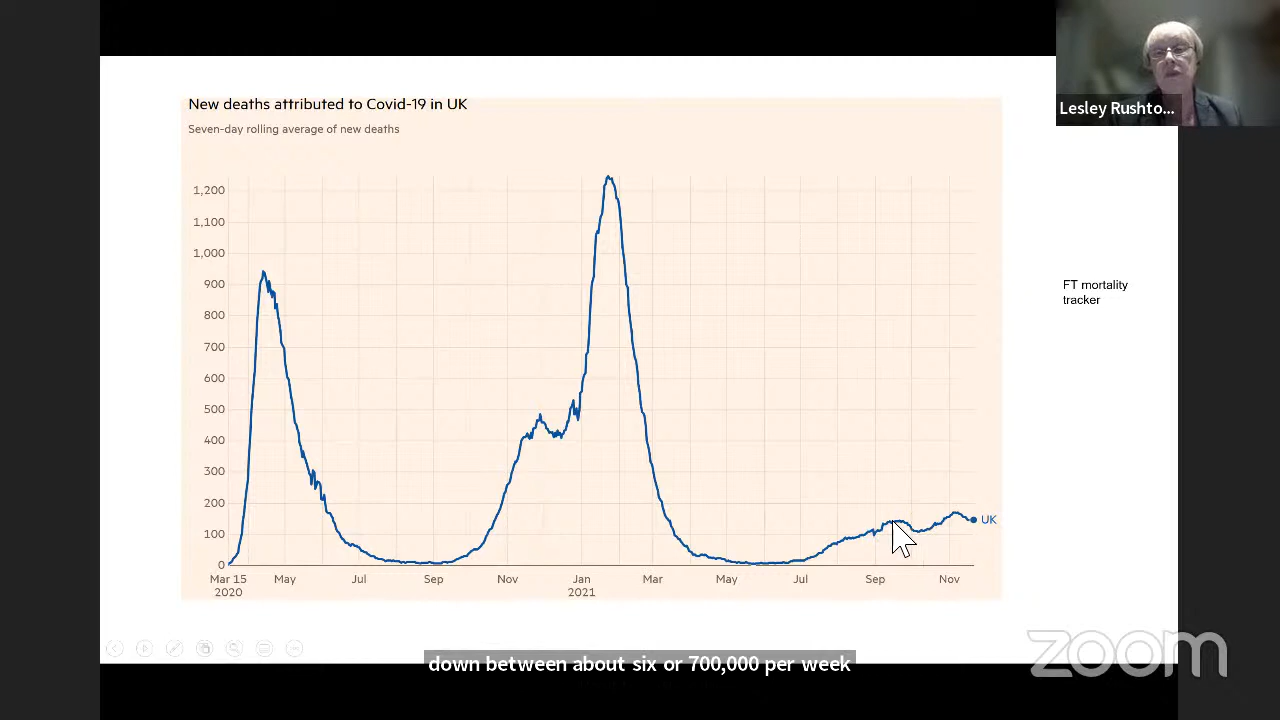 Lesley Rushto...
New deaths attributed to Covid-19 in UK
Seven-day rolling average of new deaths
1,200
1,100
1,000
900
800
700
600
500
400
300
200
100
0
UK
Mar 15 May Jul Sep Nov Jan Mar May Jul Sep Nov
2020 2021
FT mortality
tracker
down between about six or 700,000 per week
zoom